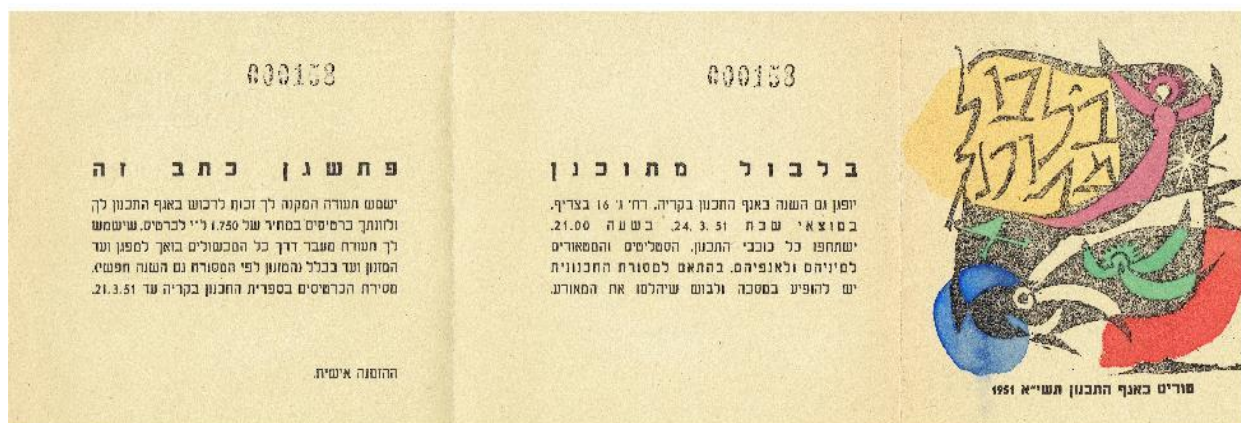 פורים באגף התכנון תשי״א 1951
000158
בלבול מתוכנן
יופגן גם השנה באגף התכנון בקריה, רח׳ ג׳ 16 בצריף,
במוצאי שבת 24. 3. 51, בשעה 21.00.
ישתתפו כל כוכבי התכנון, הסטליטים והמטאורים
למיניהם ולאנפיהם. בהתאם למסורת התכנונית
יש להופיע במסכה ולבוש שיהלמו את המאורע.
000158
פתשגן כתב זה
ישמש תעודה המקנה לך זכות לרכוש באגף התכנון לך
ולזוגתך כרטיסים במחיר של 1.750 ל״י לכרטיס, שישמש
לך תעודת מעבר דרך כל המכשולים בואך למפגן ועד
המזנון ועד בכלל (המזנון לפי המסורת גם השנה חפשי).
מסירת הכרטיסים בספרית התכנון בקריה עד 21.3.51.
ההזמנה אישית.